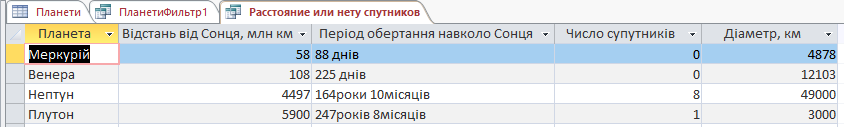 Планети ПланетиФильтр1 Расстояние или нету спутников
Планета Відстань від Сонця, млн км Період обертання навколо Сонця Число супутників Діаметр, км
Меркурій 58 88 днів 0 4878
Венера 108 225 днів 0 12103
Нептун 4497 164роки 10місяців 8 49000
Плутон 5900 247років 8місяців 1 3000